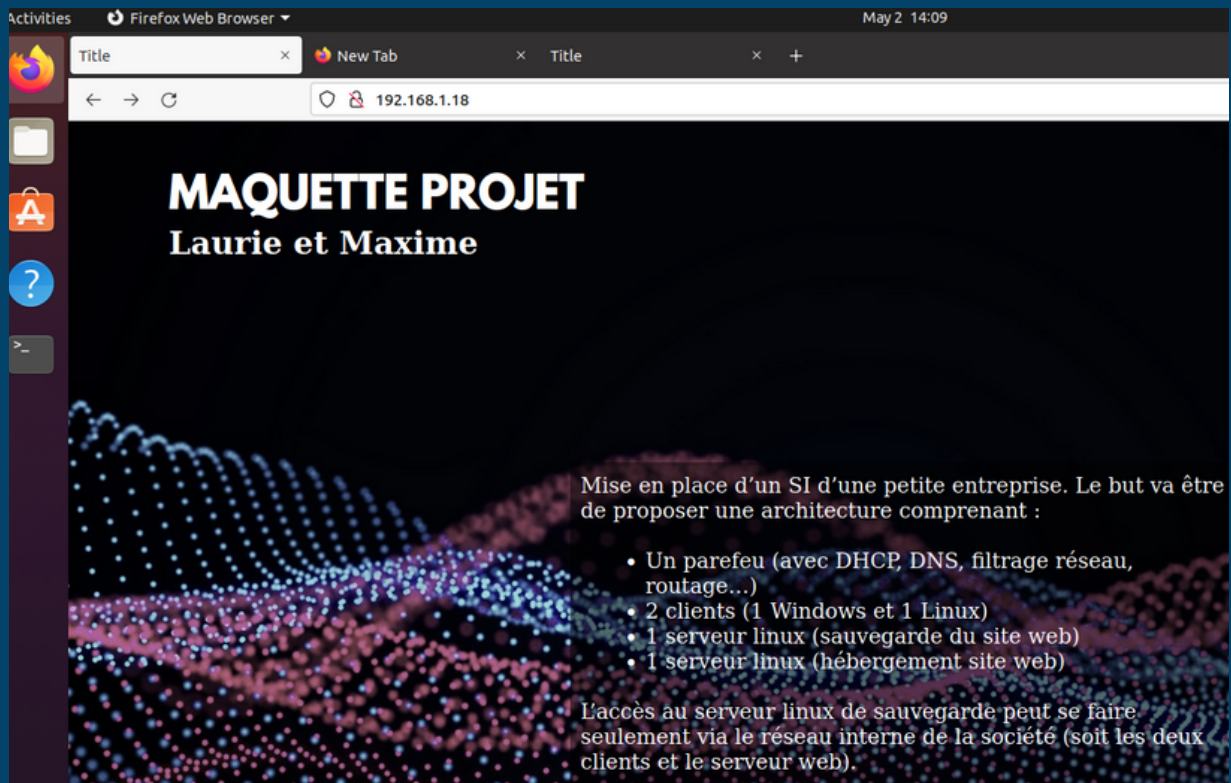 Activities Firefox Web Browser May 2 14:09
Title × New Tab × Title × +
192.168.1.18
MAQUETTE PROJET
Laurie et Maxime
Mise en place d’un SI d’une petite entreprise. Le but va être
de proposer une architecture comprenant :
• Un parefeu (avec DHCP, DNS, filtrage réseau,
routage...)
• 2 clients (1 Windows et 1 Linux)
• 1 serveur linux (sauvegarde du site web)
• 1 serveur linux (hébergement site web)
L’accès au serveur linux de sauvegarde peut se faire
seulement via le réseau interne de la société (soit les deux
clients et le serveur web).